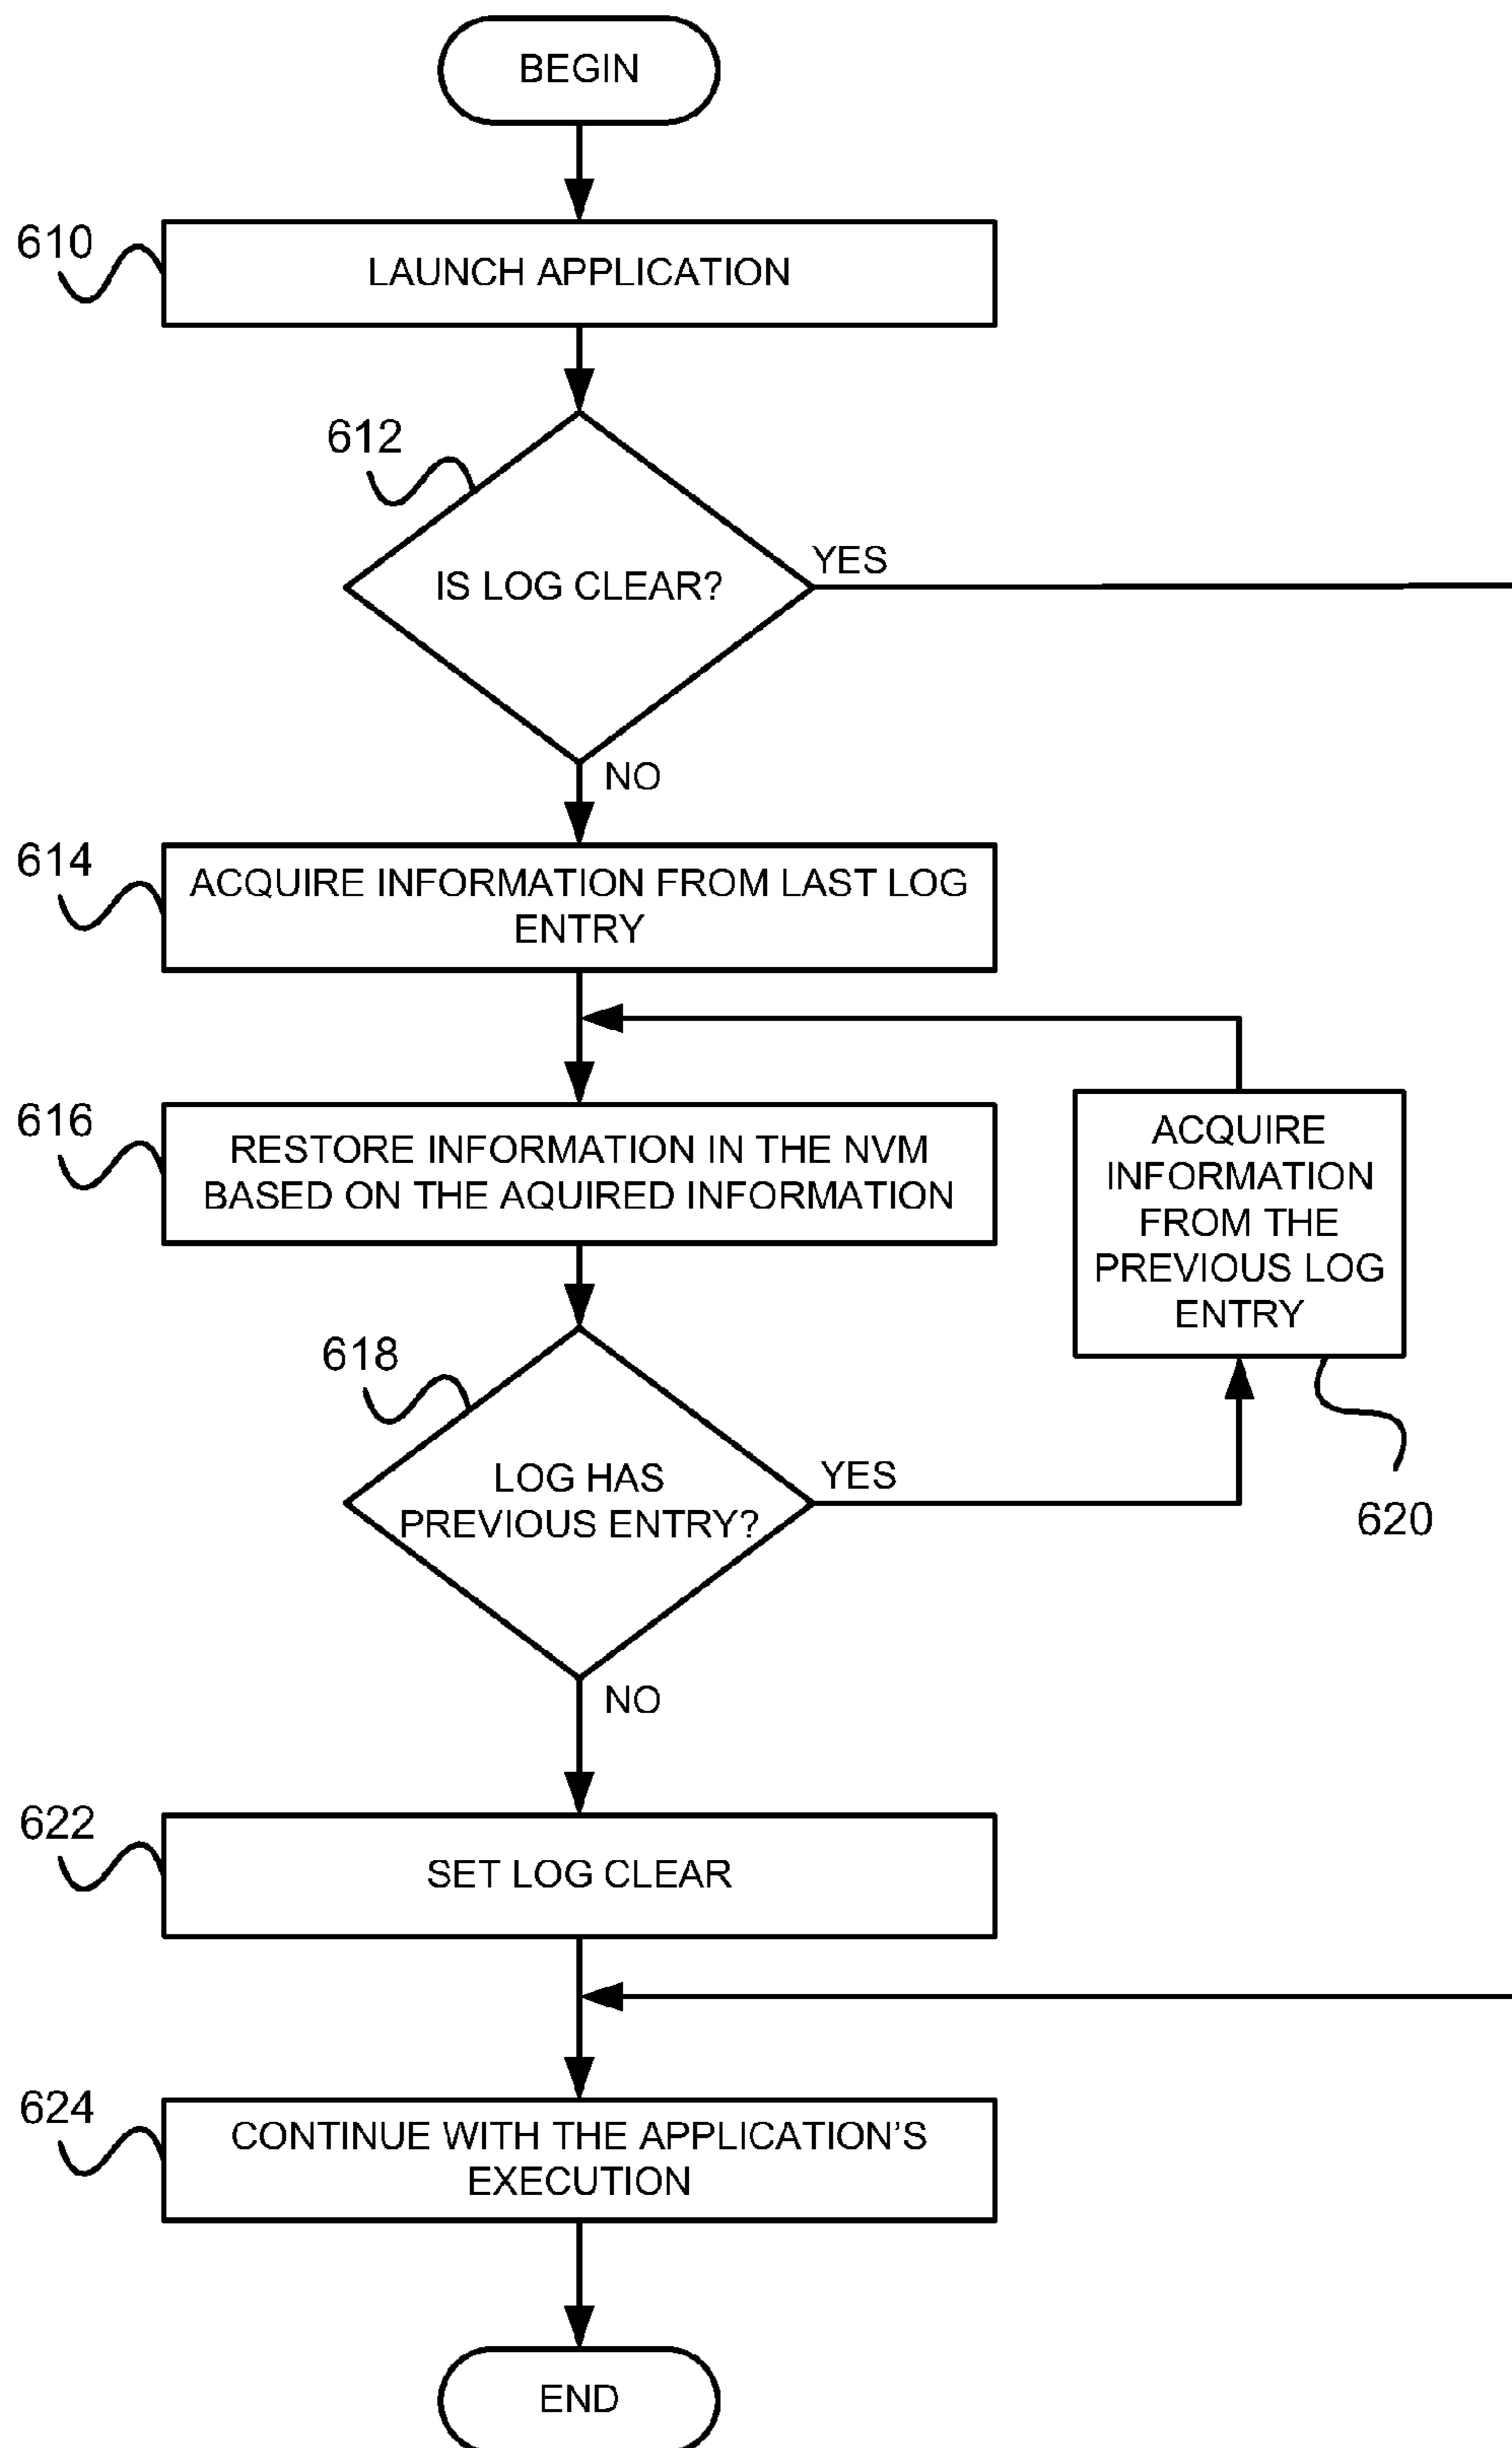 BEGIN
610
LAUNCH APPLICATION
612
IS LOG CLEAR?
YES
NO
614
ACQUIRE INFORMATION FROM LAST LOG
ENTRY
616
RESTORE INFORMATION IN THE NVM
BASED ON THE AQUIRED INFORMATION
ACQUIRE
INFORMATION
FROM THE
PREVIOUS LOG
ENTRY
618
LOG HAS
PREVIOUS ENTRY?
YES
620
NO
622
SET LOG CLEAR
624
CONTINUE WITH THE APPLICATION'S
EXECUTION
END